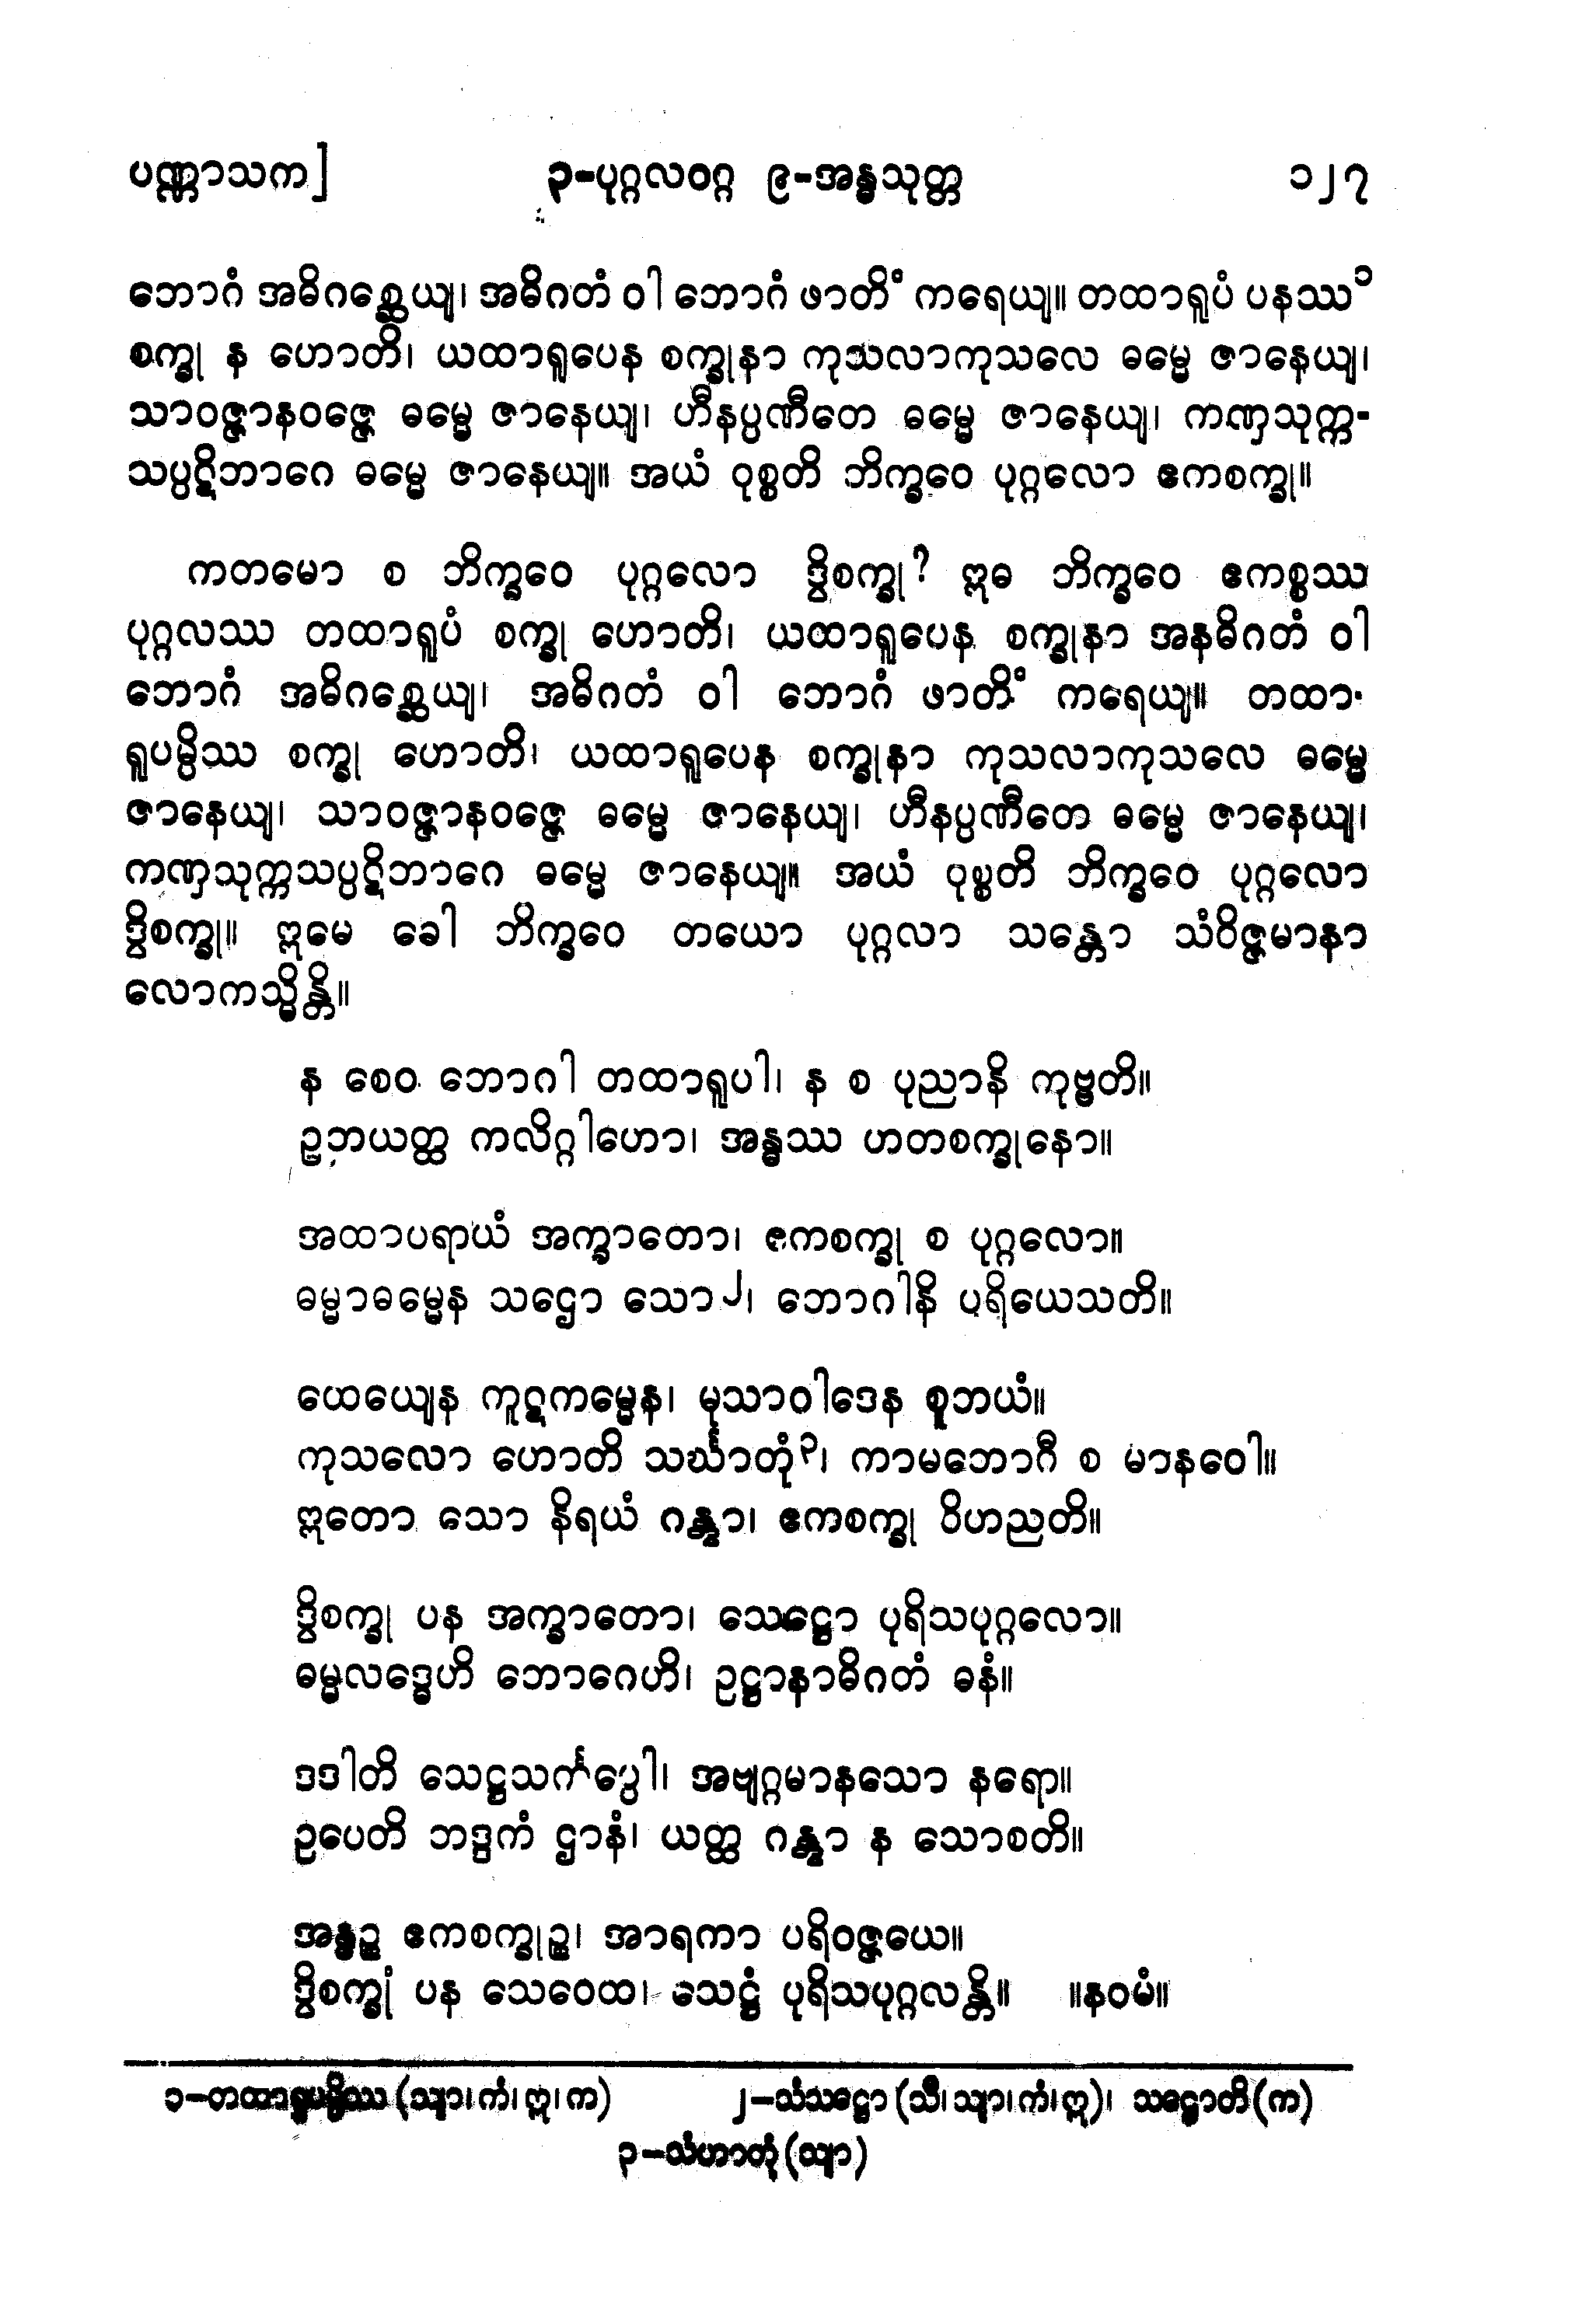 ပဏ္ဏာသက]	၃-ပုဂ္ဂလဝဂ္ဂ ၉-အန္ဓသုတ္တ	၁၂၇
ဘောဂံ အဓိဂစ္ဆေယျ၊ အဓိဂတံ ဝါ ဘောဂံ ဖာတိံ ကရေယျ။ တထာရူပံ ပနဿ၁
စက္ခု န ဟောတိ၊ ယထာရူပေန စက္ခုနာ ကုသလာကုသလေ ဓမ္မေ ဇာနေယျ၊
သာဝဇ္ဇာနဝဇ္ဇေ ဓမ္မေ ဇာနေယျ၊ ဟီနပ္ပဏီတေ ဓမ္မေ ဇာနေယျ၊ ကဏှသုက္က-
သပ္ပဋိဘာဂေ ဓမ္မေ ဇာနေယျ။ အယံ ဝုစ္စတိ ဘိက္ခဝေ ပုဂ္ဂလော ဧကစက္ခု။
ကတမော စ ဘိက္ခဝေ ပုဂ္ဂလော ဒွိစက္ခု? ဣဓ ဘိက္ခဝေ ဧကစ္စဿ
ပုဂ္ဂလဿ တထာရူပံ စက္ခု ဟောတိ၊ ယထာရူပေန စက္ခုနာ အနဓိဂတံ ဝါ
ဘောဂံ အဓိဂစ္ဆေယျ၊ အဓိဂတံ ဝါ ဘောဂံ ဖာတိံ ကရေယျ။ တထာ-
ရူပမ္ပိဿ စက္ခု ဟောတိ၊ ယထာရူပေန စက္ခုနာ ကုသလာကုသလေ ဓမ္မေ
ဇာနေယျ၊ သာဝဇ္ဇာနဝဇ္ဇေ ဓမ္မေ ဇာနေယျ၊ ဟီနပ္ပဏီတေ ဓမ္မေ ဇာနေယျ၊
ကဏှသုက္ကသပ္ပဋိဘာဂေ ဓမ္မေ ဇာနေယျ။ အယံ ဝုစ္စတိ ဘိက္ခဝေ ပုဂ္ဂလော
ဒွိစက္ခု။ ဣမေ ခေါ ဘိက္ခဝေ တယော ပုဂ္ဂလာ သန္တော သံဝိဇ္ဇမာနာ
လောကသ္မိန္တိ။
န စေဝ ဘောဂါ တထာရူပါ၊ န စ ပုညာနိ ကုဗ္ဗတိ။
ဥဘယတ္ထ ကလိဂ္ဂါဟော၊ အန္ဓဿ ဟတစက္ခုနော။
အထာပရာယံ အက္ခာတော၊ ဧကစက္ခု စ ပုဂ္ဂလော။
ဓမ္မာဓမ္မေန သဌော သော၂၊ ဘောဂါနိ ပရိယေသတိ။
ထေယျေန ကူဋကမ္မေန၊ မုသာဝါဒေန စူဘယံ။
ကုသလော ဟောတိ သင်္ဃာတုံ၃၊ ကာမဘောဂီ စ မာနဝေါ။
ဣတော သော နိရယံ ဂန္တွာ၊ ဧကစက္ခု ဝိဟညတိ။
ဒွိစက္ခု ပန အက္ခာတော၊ သေဋ္ဌော ပုရိသပုဂ္ဂလော။
ဓမ္မလဒ္ဓေဟိ ဘောဂေဟိ၊ ဥဋ္ဌာနာဓိဂတံ ဓနံ။
ဒဒါတိ သေဋ္ဌသင်္ကပ္ပေါ၊ အဗျဂ္ဂမာနသော နရော။
ဥပေတိ ဘဒ္ဒကံ ဌာနံ၊ ယတ္ထ ဂန္တွာ န သောစတိ။
အန္ဓဉ္စ ဧကစက္ခုဉ္စ၊ အာရကာ ပရိဝဇ္ဇယေ။
ဒွိစက္ခုံ ပန သေဝေထ၊ သေဋ္ဌံ ပုရိသပုဂ္ဂလန္တိ။ ။နဝမံ။
၁-တထာရူပမ္ပိဿ (သျာ၊ ကံ၊ ဣ၊ က)	၂-သံသဋ္ဌော (သီ၊ သျာ၊ ကံ၊ ဣ)၊ သဋ္ဌောတိ (က)
၃-သံဟာတုံ (သျာ)